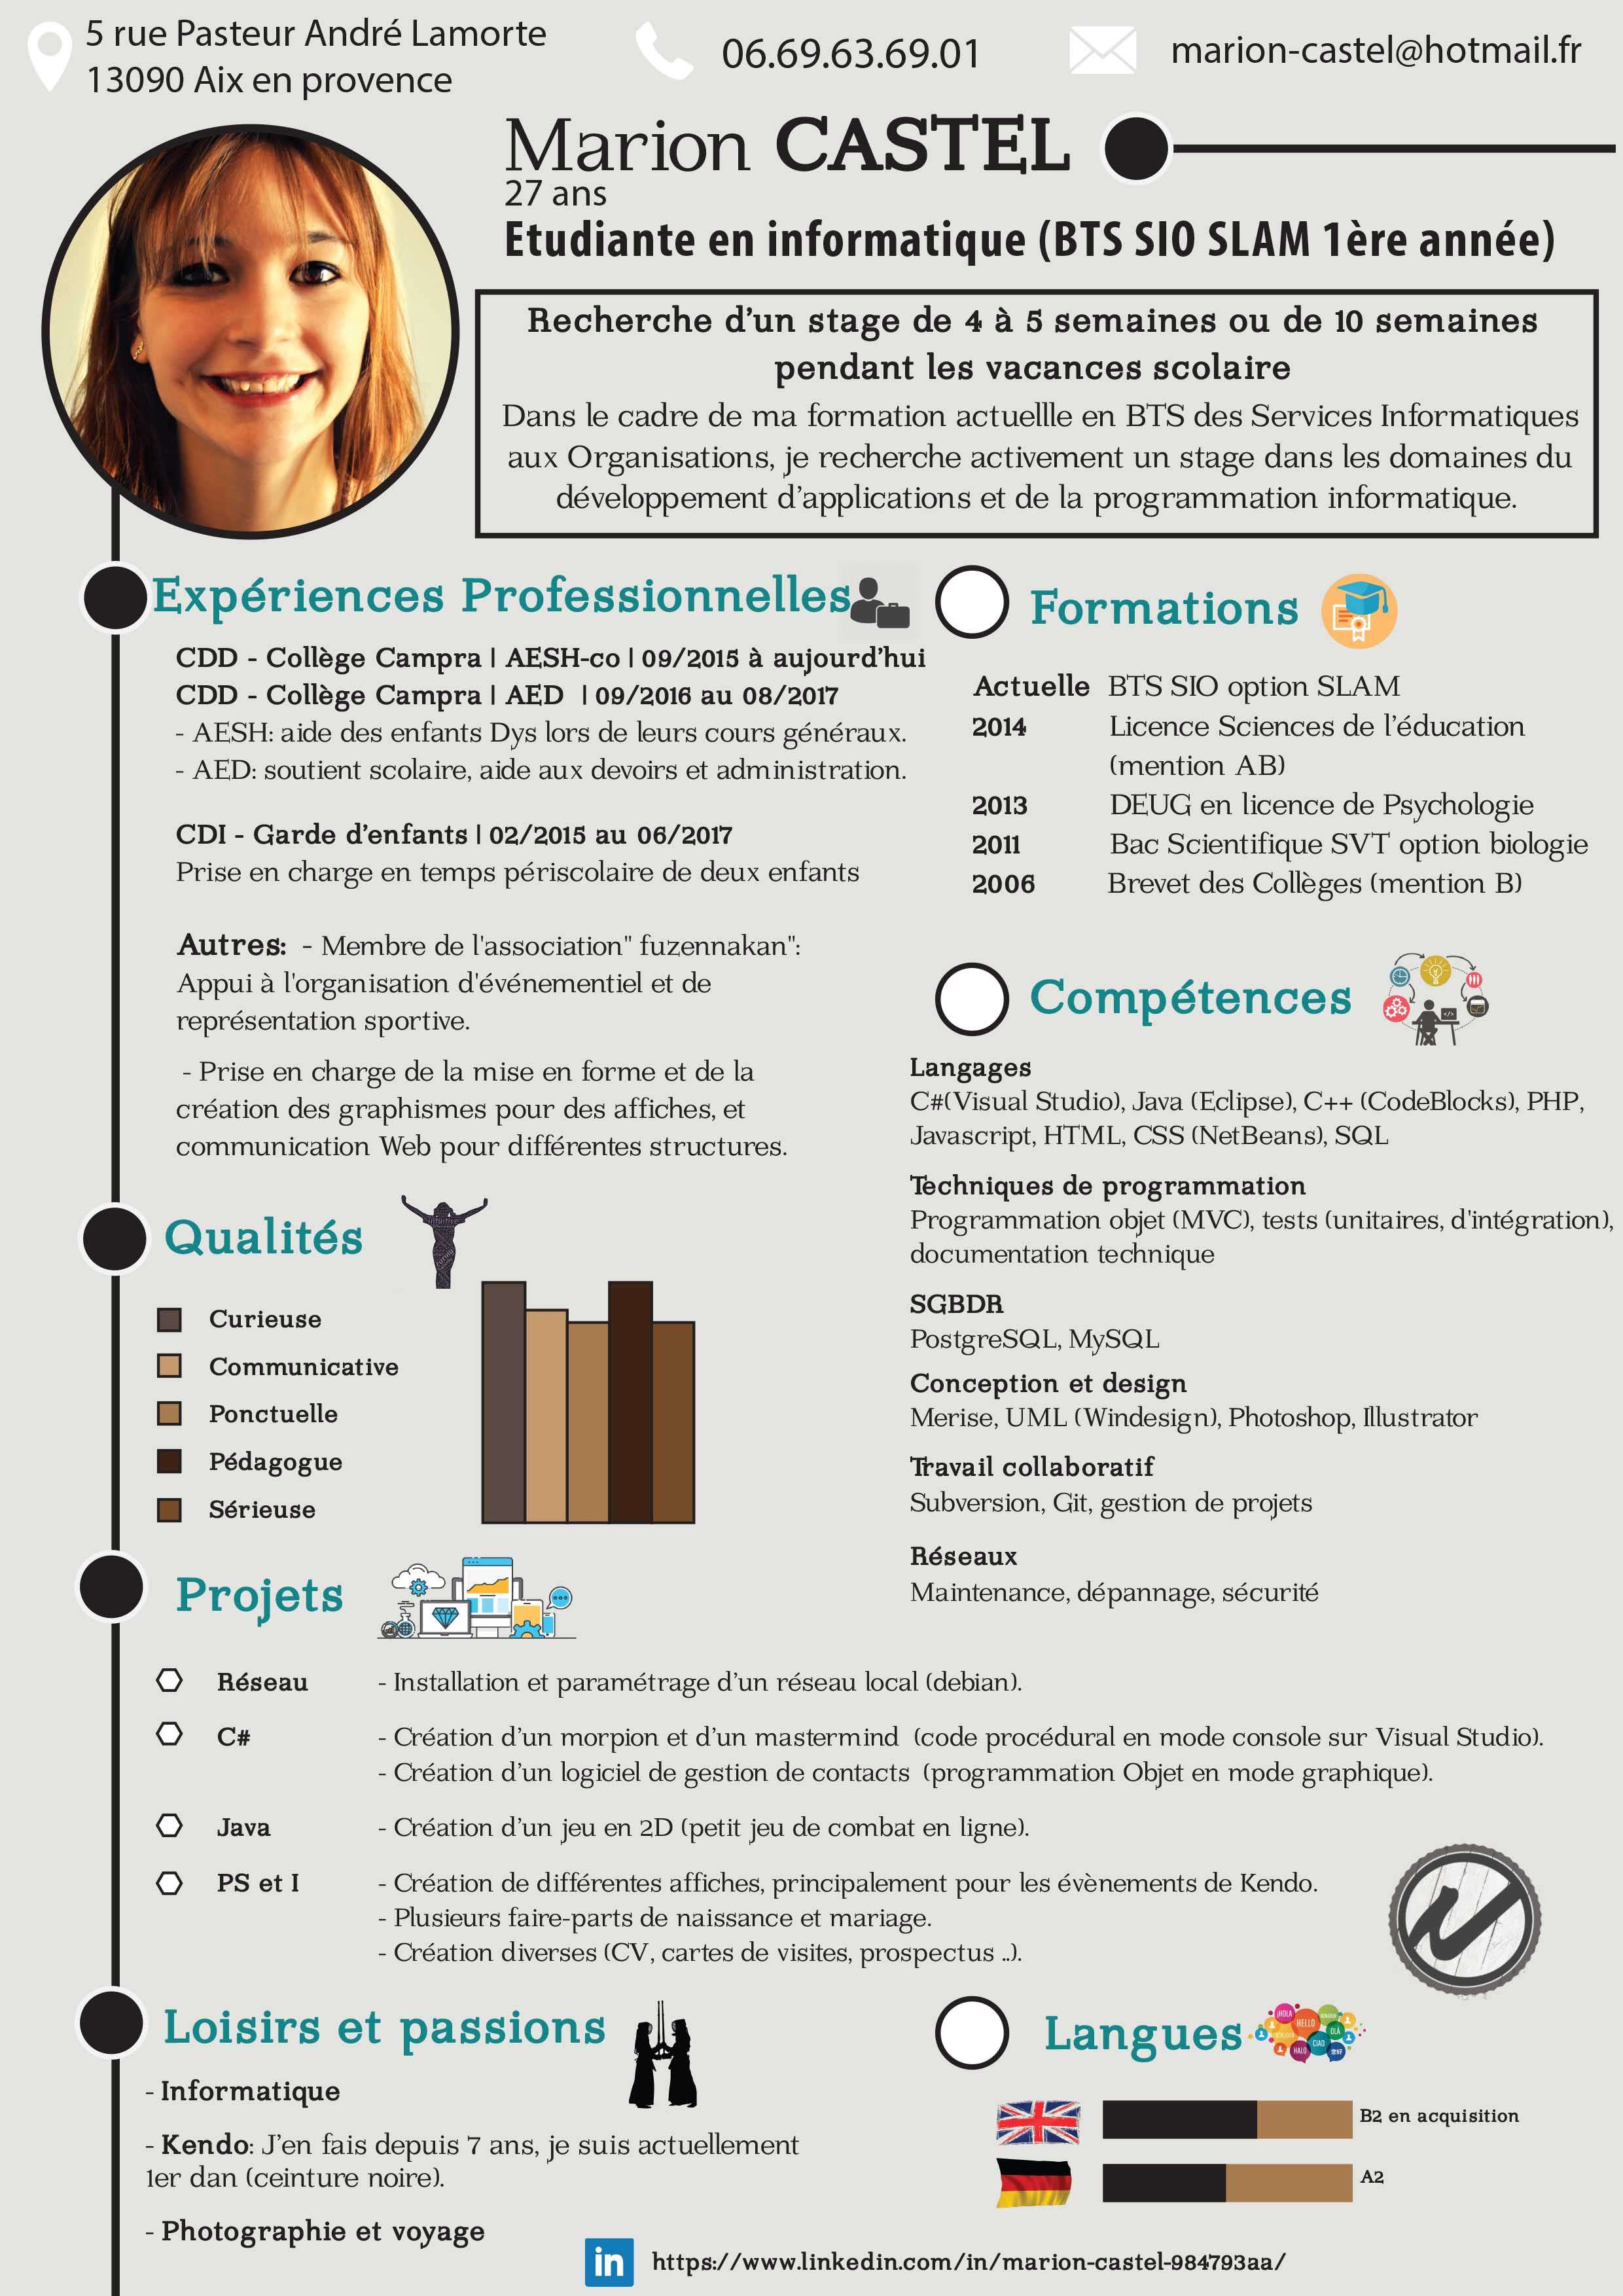 5 rue Pasteur André Lamorte
13090 Aix en provence
06.69.63.69.01
marion-castel@hotmail.fr
Marion CASTEL
27 ans
Etudiante en informatique (BTS SIO SLAM 1ère année)
Recherche d'un stage de 4 à 5 semaines ou de 10 semaines
pendant les vacances scolaire
Dans le cadre de ma formation actuellle en BTS des Services Informatiques
aux Organisations, je recherche activement un stage dans les domaines du
développement d'applications et de la programmation informatique.
Expériences Professionnelles
CDD - Collège Campra | AESH-co | 09/2015 à aujourd'hui
CDD - Collège Campra | AED | 09/2016 au 08/2017
- AESH: aide des enfants Dys lors de leurs cours généraux.
- AED: soutient scolaire, aide aux devoirs et administration.
CDI - Garde d'enfants | 02/2015 au 06/2017
Prise en charge en temps périscolaire de deux enfants
Autres: - Membre de l'association" fuzennakan":
Appui à l'organisation d'événementiel et de
représentation sportive.
- Prise en charge de la mise en forme et de la
création des graphismes pour des affiches, et
communication Web pour différentes structures.
Formations
Actuelle BTS SIO option SLAM
2014 Licence Sciences de l'éducation
(mention AB)
2013 DEUG en licence de Psychologie
2011 Bac Scientifique SVT option biologie
2006 Brevet des Collèges (mention B)
Compétences
Langages
C#(Visual Studio), Java (Eclipse), C++ (CodeBlocks), PHP,
Javascript, HTML, CSS (NetBeans), SQL
Techniques de programmation
Programmation objet (MVC), tests (unitaires, d'intégration),
documentation technique
SGBDR
PostgreSQL, MySQL
Conception et design
Merise, UML (Windesign), Photoshop, Illustrator
Travail collaboratif
Subversion, Git, gestion de projets
Réseaux
Maintenance, dépannage, sécurité
Qualités
Curieuse
Communicative
Ponctuelle
Pédagogue
Sérieuse
Projets
Réseau - Installation et paramétrage d'un réseau local (debian).
C# - Création d'un morpion et d'un mastermind (code procédural en mode console sur Visual Studio).
- Création d'un logiciel de gestion de contacts (programmation Objet en mode graphique).
Java - Création d'un jeu en 2D (petit jeu de combat en ligne).
PS et I - Création de différentes affiches, principalement pour les évènements de Kendo.
- Plusieurs faire-parts de naissance et mariage.
- Création diverses (CV, cartes de visites, prospectus ..).
Loisirs et passions
- Informatique
- Kendo: J'en fais depuis 7 ans, je suis actuellement
1er dan (ceinture noire).
- Photographie et voyage
Langues
¡HOLA
HELLO
OLÁ
CIAO
HALO
B2 en acquisition
A2
in
https://www.linkedin.com/in/marion-castel-984793aa/